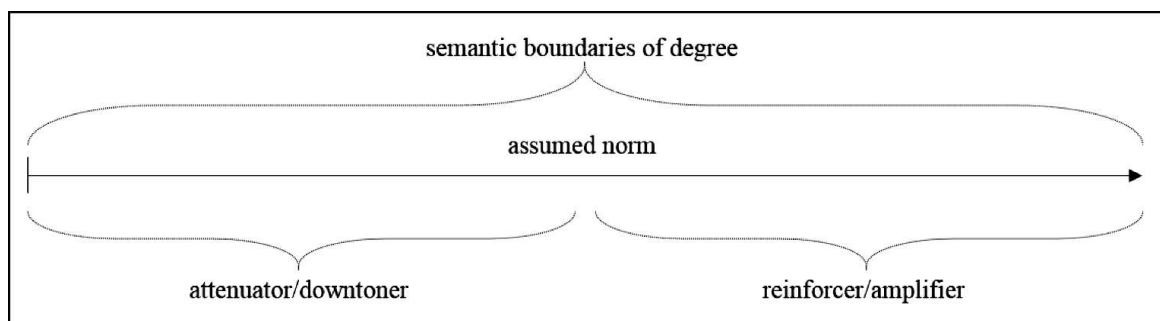 semantic boundaries of degree
assumed norm
attenuator/downtoner
reinforcer/amplifier